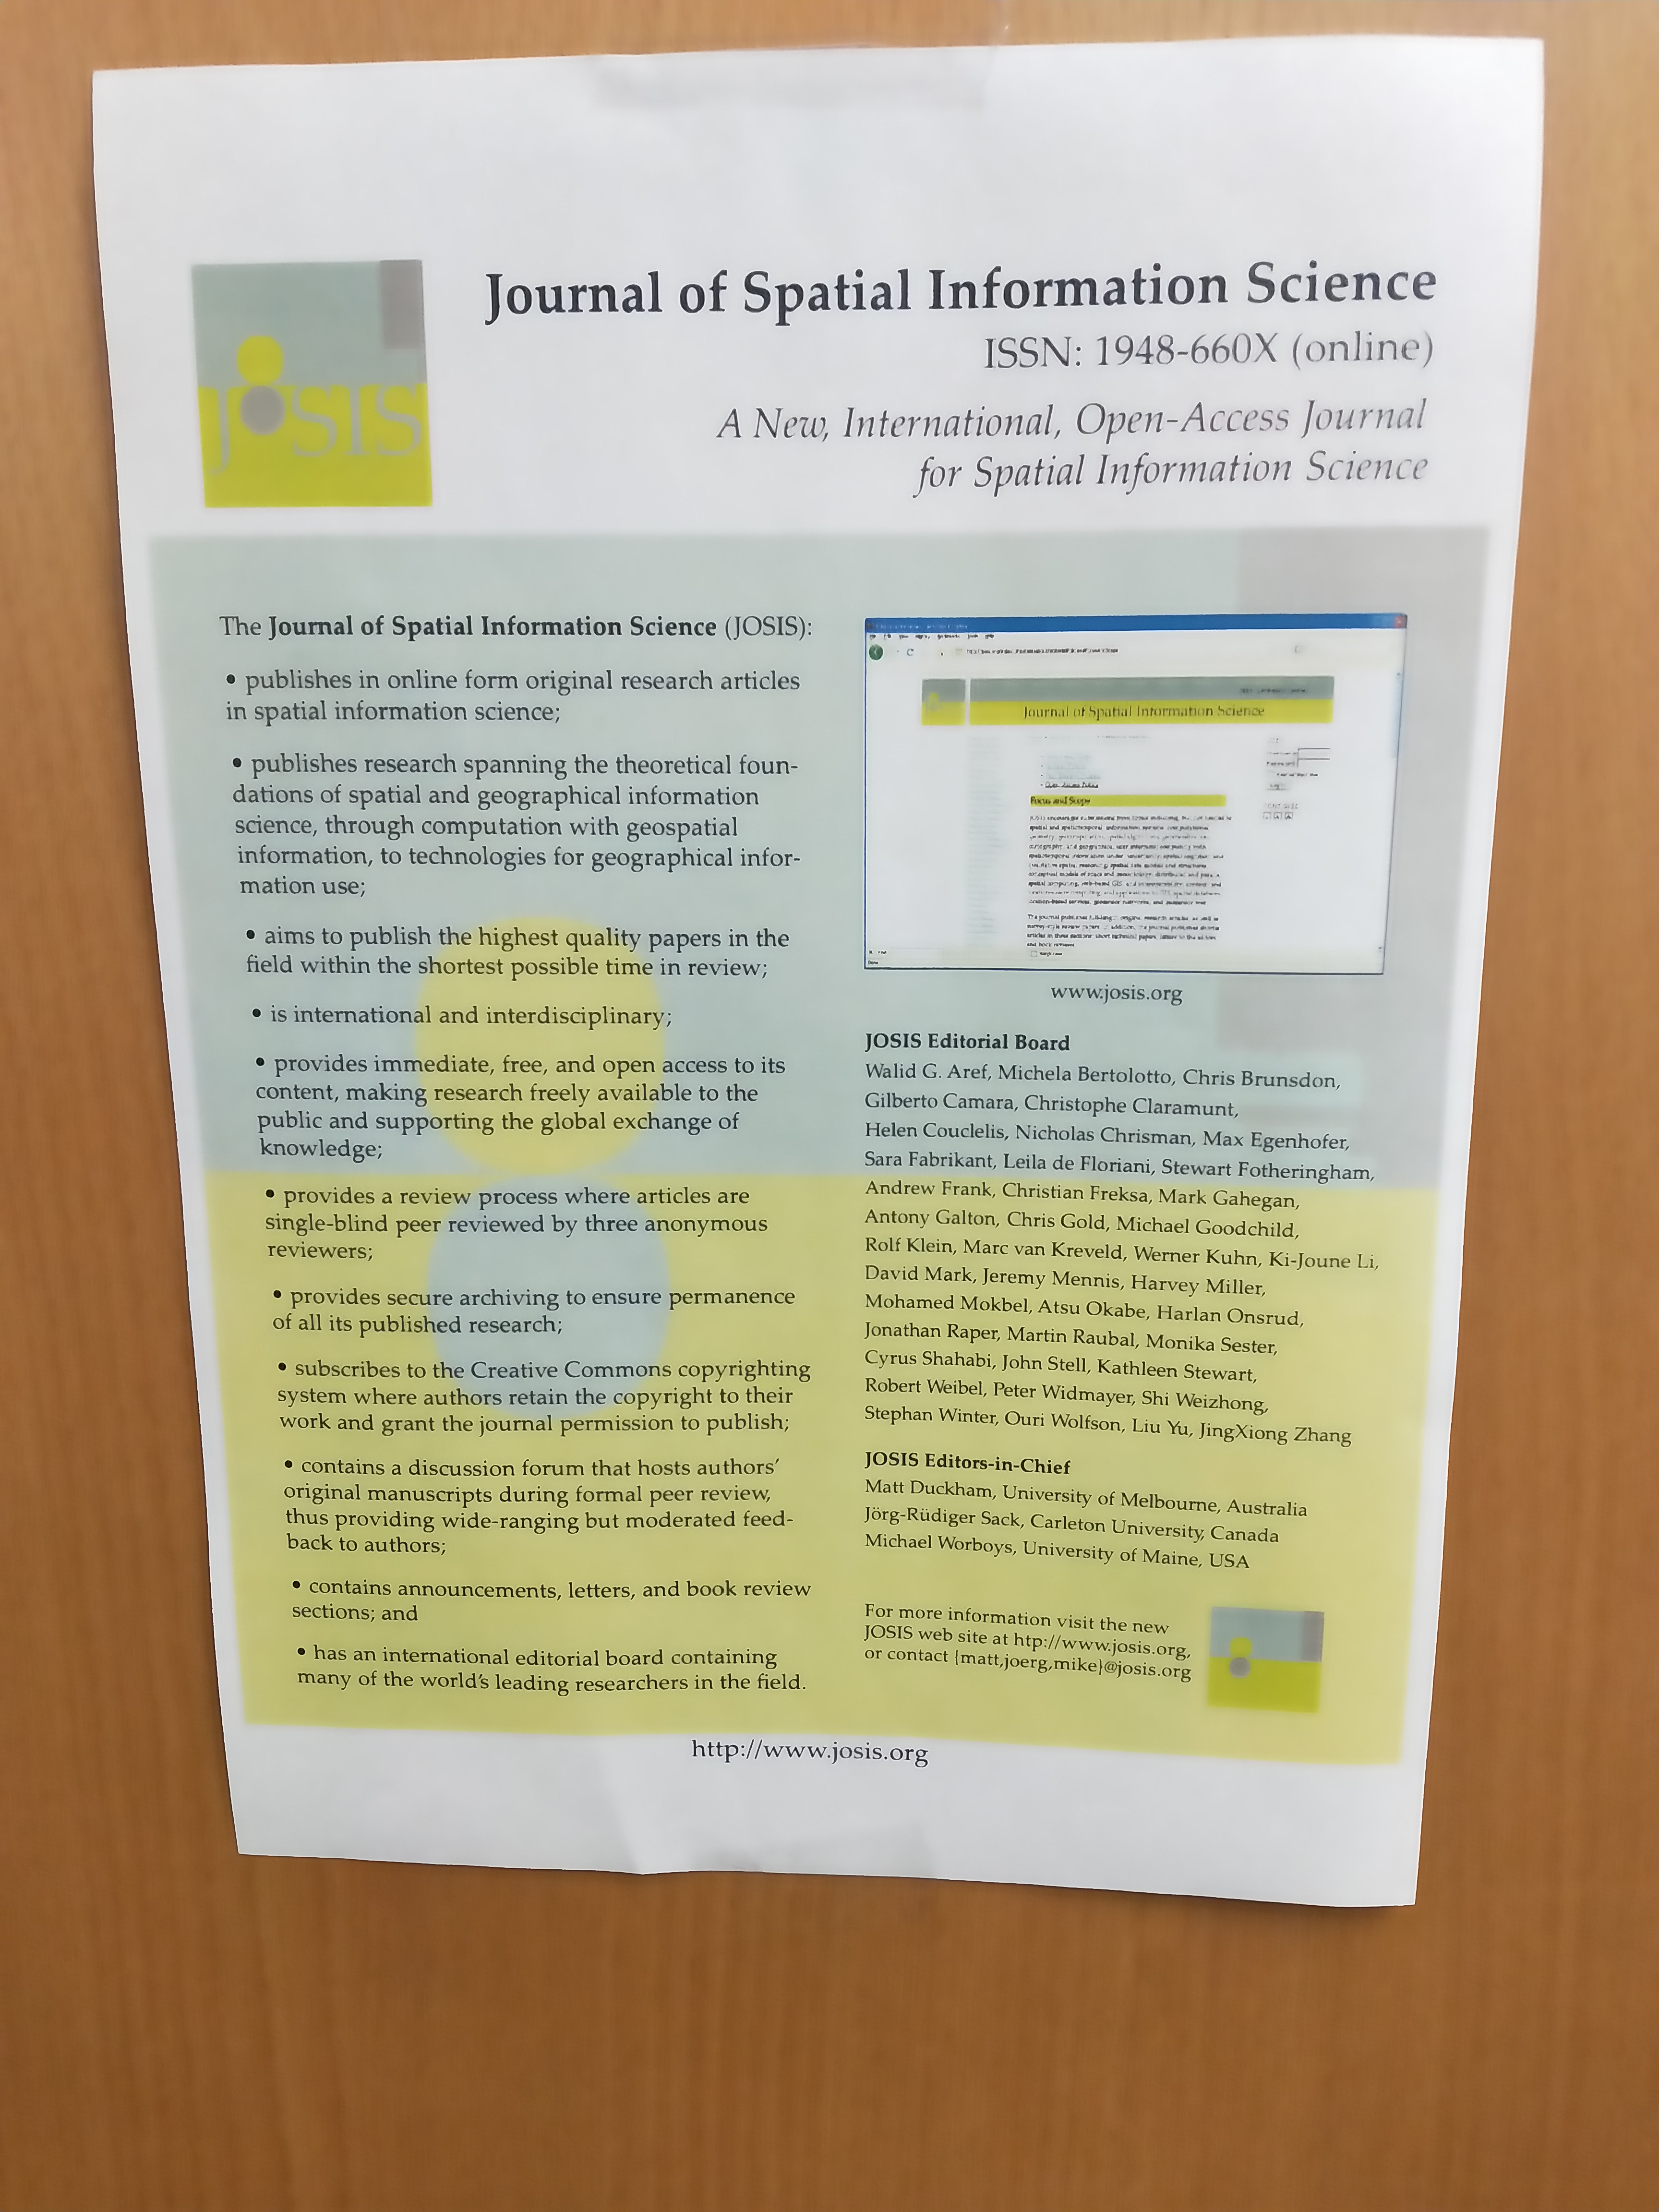 josis
Journal of Spatial Information Science
ISSN: 1948-660X (online)
A New, International, Open-Access Journal
for Spatial Information Science
The Journal of Spatial Information Science (JOSIS):
• publishes in online form original research articles
in spatial information science;
• publishes research spanning the theoretical foun-
dations of spatial and geographical information
science, through computation with geospatial
information, to technologies for geographical infor-
mation use;
• aims to publish the highest quality papers in the
field within the shortest possible time in review;
• is international and interdisciplinary;
• provides immediate, free, and open access to its
content, making research freely available to the
public and supporting the global exchange of
knowledge;
• provides a review process where articles are
single-blind peer reviewed by three anonymous
reviewers;
• provides secure archiving to ensure permanence
of all its published research;
• subscribes to the Creative Commons copyrighting
system where authors retain the copyright to their
work and grant the journal permission to publish;
• contains a discussion forum that hosts authors'
original manuscripts during formal peer review,
thus providing wide-ranging but moderated feed-
back to authors;
• contains announcements, letters, and book review
sections; and
• has an international editorial board containing
many of the world's leading researchers in the field.
Journal of Spatial Information Science
Focus and Scope
www.josis.org
JOSIS Editorial Board
Walid G. Aref, Michela Bertolotto, Chris Brunsdon,
Gilberto Camara, Christophe Claramunt,
Helen Couclelis, Nicholas Chrisman, Max Egenhofer,
Sara Fabrikant, Leila de Floriani, Stewart Fotheringham,
Andrew Frank, Christian Freksa, Mark Gahegan,
Antony Galton, Chris Gold, Michael Goodchild,
Rolf Klein, Marc van Kreveld, Werner Kuhn, Ki-Joune Li,
David Mark, Jeremy Mennis, Harvey Miller,
Mohamed Mokbel, Atsu Okabe, Harlan Onsrud,
Jonathan Raper, Martin Raubal, Monika Sester,
Cyrus Shahabi, John Stell, Kathleen Stewart,
Robert Weibel, Peter Widmayer, Shi Weizhong,
Stephan Winter, Ouri Wolfson, Liu Yu, JingXiong Zhang
JOSIS Editors-in-Chief
Matt Duckham, University of Melbourne, Australia
Jörg-Rüdiger Sack, Carleton University, Canada
Michael Worboys, University of Maine, USA
For more information visit the new
JOSIS web site at htp://www.josis.org,
or contact {matt,joerg,mike}@josis.org
http://www.josis.org